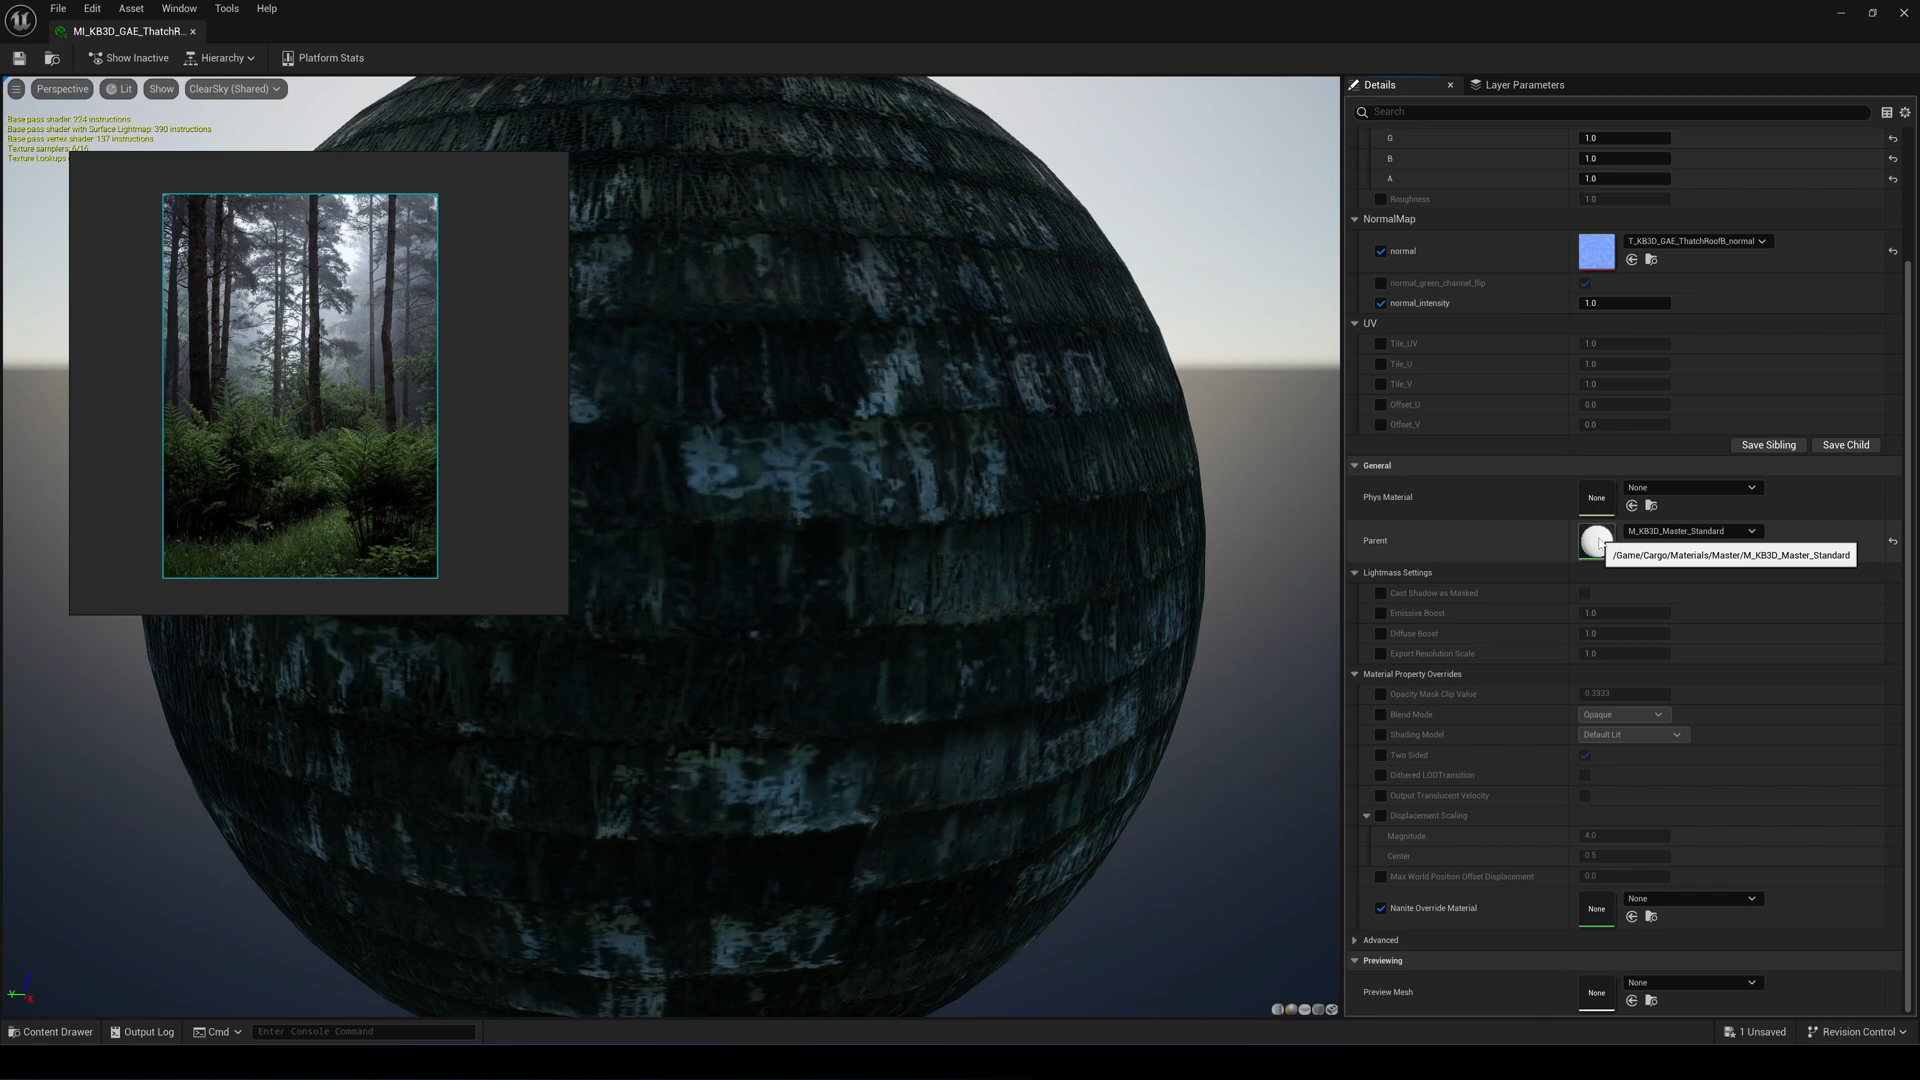 File Edit Asset Window Tools Help
MI_KB3D_GAE_ThatchR...
Show Inactive Hierarchy Platform Stats
Perspective Lit Show ClearSky (Shared)
Base pass shader: 224 instructions
Base pass shader with Surface Lightmap: 390 instructions
Base pass vertex shader: 137 instructions
Texture samplers: 6/16
Texture Lookups
Details Layer Parameters
Search
G 1.0
B 1.0
A 1.0
Roughness 1.0
NormalMap
T_KB3D_GAE_ThatchRoofB_normal
normal
normal_green_channel_flip
normal_intensity 1.0
UV
Tile_UV 1.0
Tile_U 1.0
Tile_V 1.0
Offset_U 0.0
Offset_V 0.0
Save Sibling Save Child
General
Phys Material None None
Parent M_KB3D_Master_Standard
/Game/Cargo/Materials/Master/M_KB3D_Master_Standard
Lightmass Settings
Cast Shadow as Masked
Emissive Boost 1.0
Diffuse Boost 1.0
Export Resolution Scale 1.0
Material Property Overrides
Opacity Mask Clip Value 0.3333
Blend Mode Opaque
Shading Model Default Lit
Two Sided
Dithered LODTransition
Output Translucent Velocity
Displacement Scaling
Magnitude 4.0
Center 0.5
Max World Position Offset Displacement 0.0
Nanite Override Material None None
Advanced
Previewing
Preview Mesh None None
Y X
Content Drawer Output Log Cmd Enter Console Command 1 Unsaved Revision Control